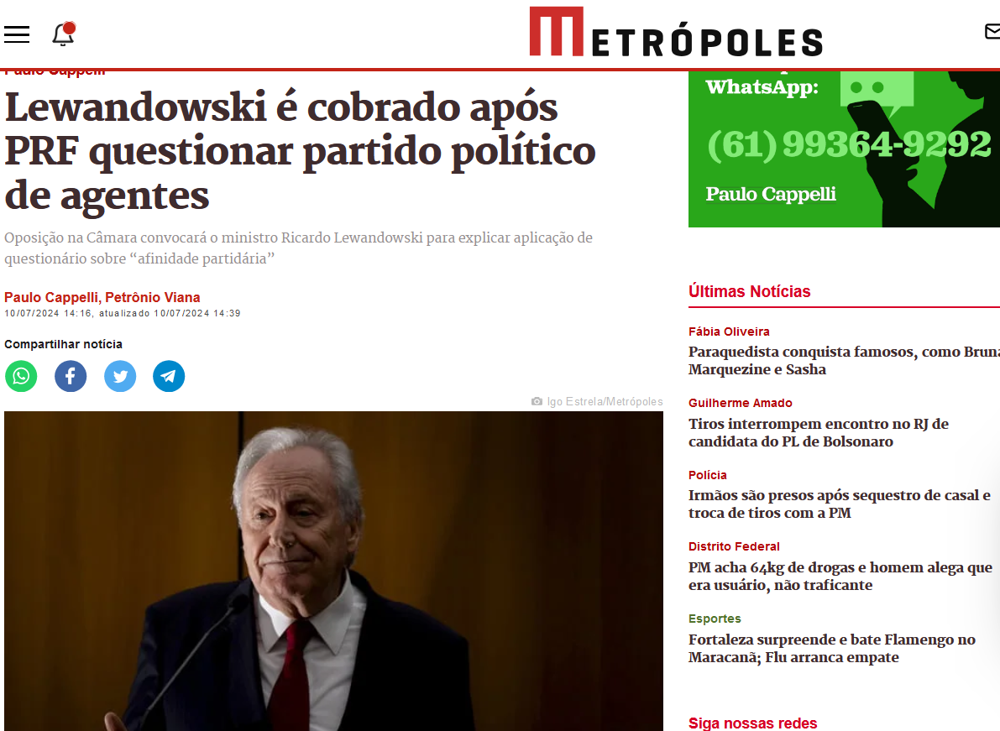 METRÓPOLES
Paulo Cappelli
Lewandowski é cobrado após
PRF questionar partido político
de agentes
Oposição na Câmara convocará o ministro Ricardo Lewandowski para explicar aplicação de
questionário sobre “afinidade partidária”
Paulo Cappelli, Petrônio Viana
10/07/2024 14:16, atualizado 10/07/2024 14:39
Compartilhar notícia
Igo Estrela/Metrópoles
WhatsApp:
(61) 99364-9292
Paulo Cappelli
Últimas Notícias
Fábia Oliveira
Paraquedista conquista famosos, como Bruna
Marquezine e Sasha
Guilherme Amado
Tiros interrompem encontro no RJ de
candidata do PL de Bolsonaro
Polícia
Irmãos são presos após sequestro de casal e
troca de tiros com a PM
Distrito Federal
PM acha 64kg de drogas e homem alega que
era usuário, não traficante
Esportes
Fortaleza surpreende e bate Flamengo no
Maracanã; Flu arranca empate
Siga nossas redes